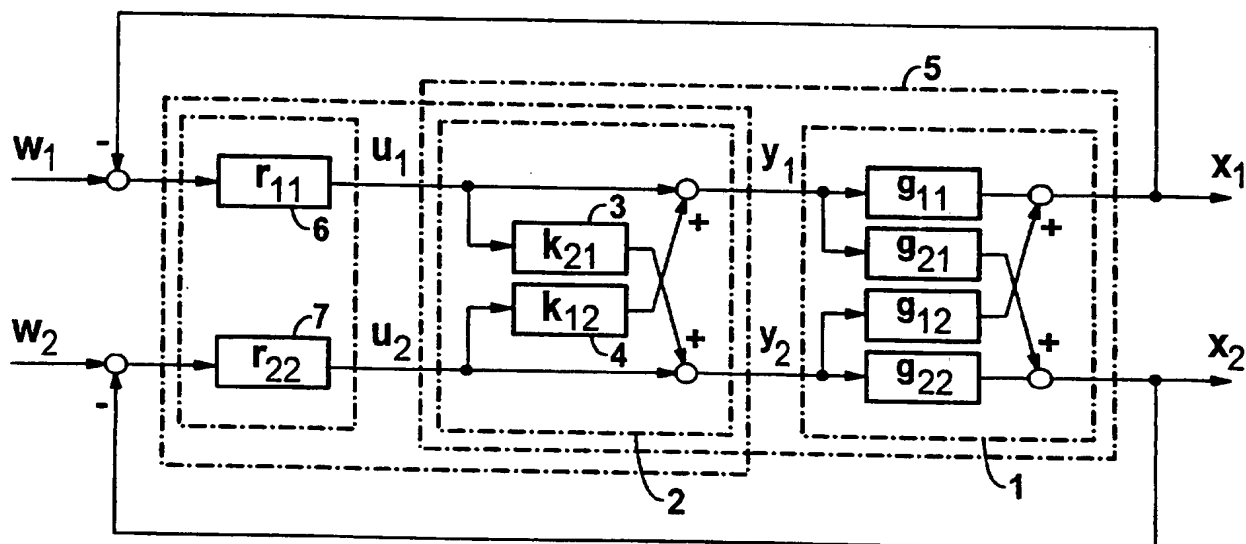 5
-
w₁
u₁
y₁
x₁
r₁₁
6
+
g₁₁
3
k₂₁
g₂₁
+
k₁₂
4
g₁₂
+
+
w₂
7
u₂
y₂
x₂
r₂₂
g₂₂
-
2
1